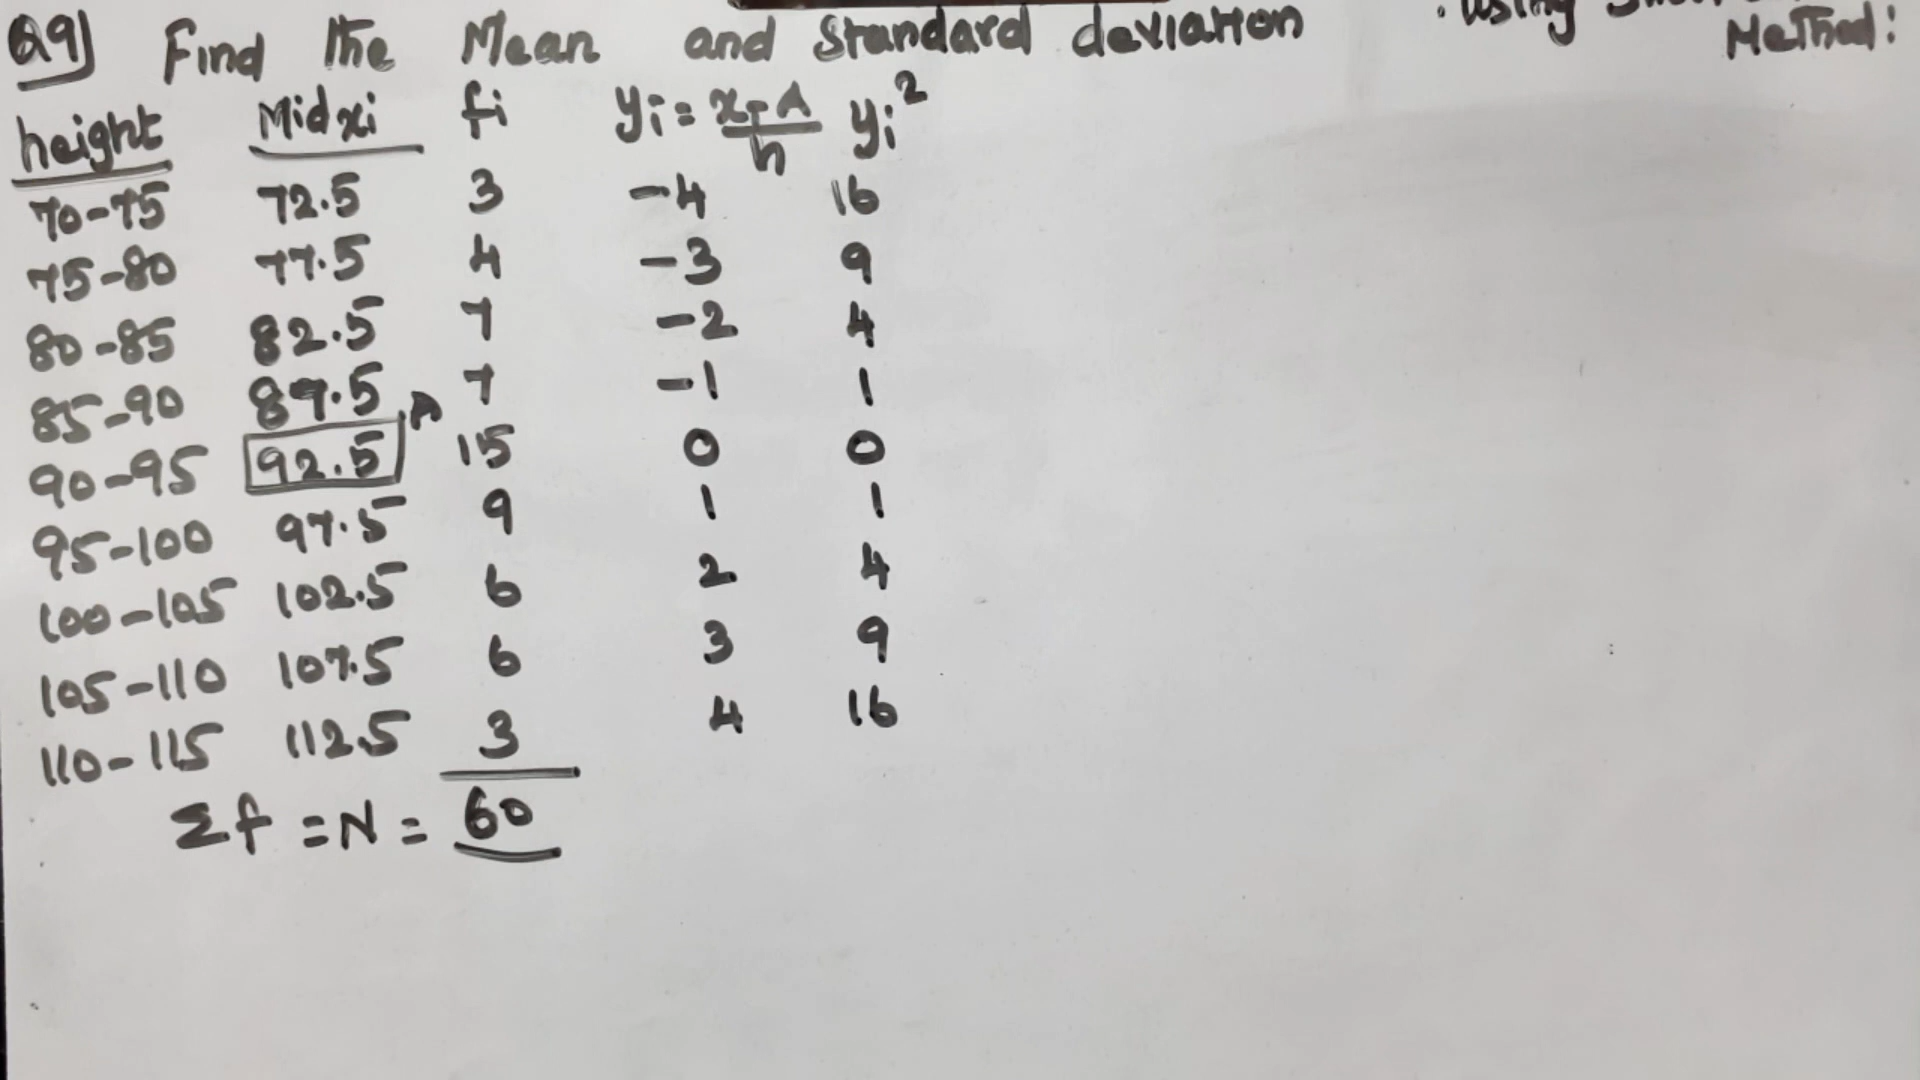 Q9] Find the Mean and Standard deviation . using
Method:
height Mid xi fi yi = xi-A/h yi²
70-75 72.5 3 -4 16
75-80 77.5 4 -3 9
80-85 82.5 7 -2 4
85-90 87.5 7 -1 1
90-95 92.5 A 15 0 0
95-100 97.5 9 1 1
100-105 102.5 6 2 4
105-110 107.5 6 3 9
110-115 112.5 3 4 16
Σf = N = 60